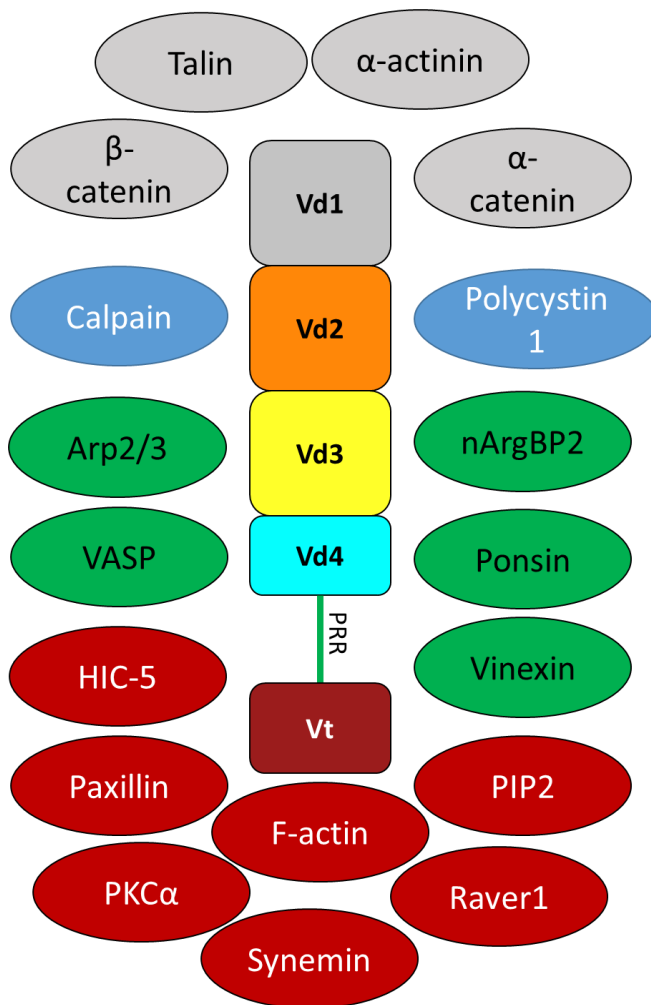 Talin
α-actinin
β-
catenin
Vd1
α-
catenin
Calpain
Vd2
Polycystin
1
Arp2/3
Vd3
nArgBP2
VASP
Vd4
Ponsin
PRR
HIC-5
Vinexin
Vt
Paxillin
PIP2
F-actin
PKCα
Raver1
Synemin